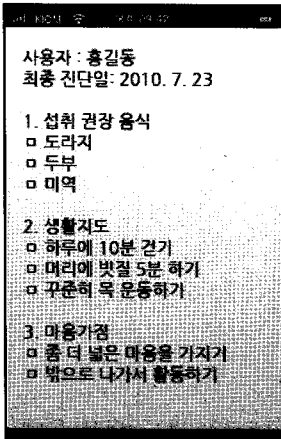 사용자 : 홍길동
최종 진단일: 2010. 7. 23
1. 섭취 권장 음식
ㅁ 도라지
ㅁ 두부
ㅁ 미역
2. 생활지도
ㅁ 하루에 10분 걷기
ㅁ 머리에 빗질 5분 하기
ㅁ 꾸준히 목 운동하기
3. 마음가짐
ㅁ 좀 더 넓은 마음을 가지기
ㅁ 밖으로 나가서 활동하기